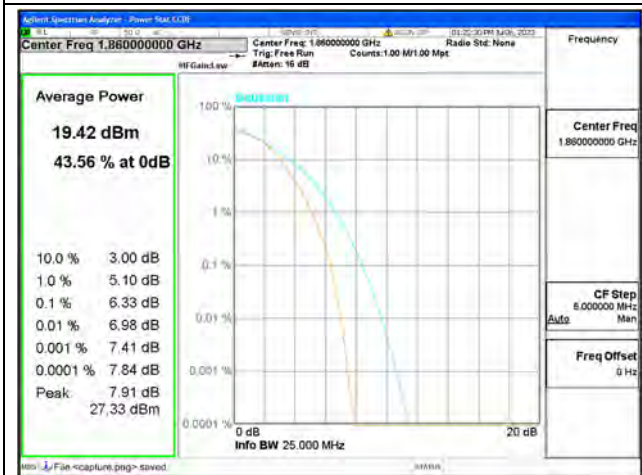 Agilent Spectrum Analyzer - Power Stat CCDF
Center Freq 1.860000000 GHz
Center Freq: 1.860000000 GHz
Radio Std: None
Trig: Free Run
Counts:1.00 M/1.00 Mpt
#IFGain:Low
#Atten: 16 dB
Frequency
Average Power
19.42 dBm
43.56 % at 0dB
10.0 % 3.00 dB
1.0 % 5.10 dB
0.1 % 6.33 dB
0.01 % 6.98 dB
0.001 % 7.41 dB
0.0001 % 7.84 dB
Peak 7.91 dB
27.33 dBm
Gaussian
100 %
10 %
1 %
0.1 %
0.01 %
0.001 %
0.0001 %
0 dB
20 dB
Info BW 25.000 MHz
Center Freq
1.860000000 GHz
CF Step
6.000000 MHz
Auto Man
Freq Offset
0 Hz
MSG
File <capture.png> saved
STATUS